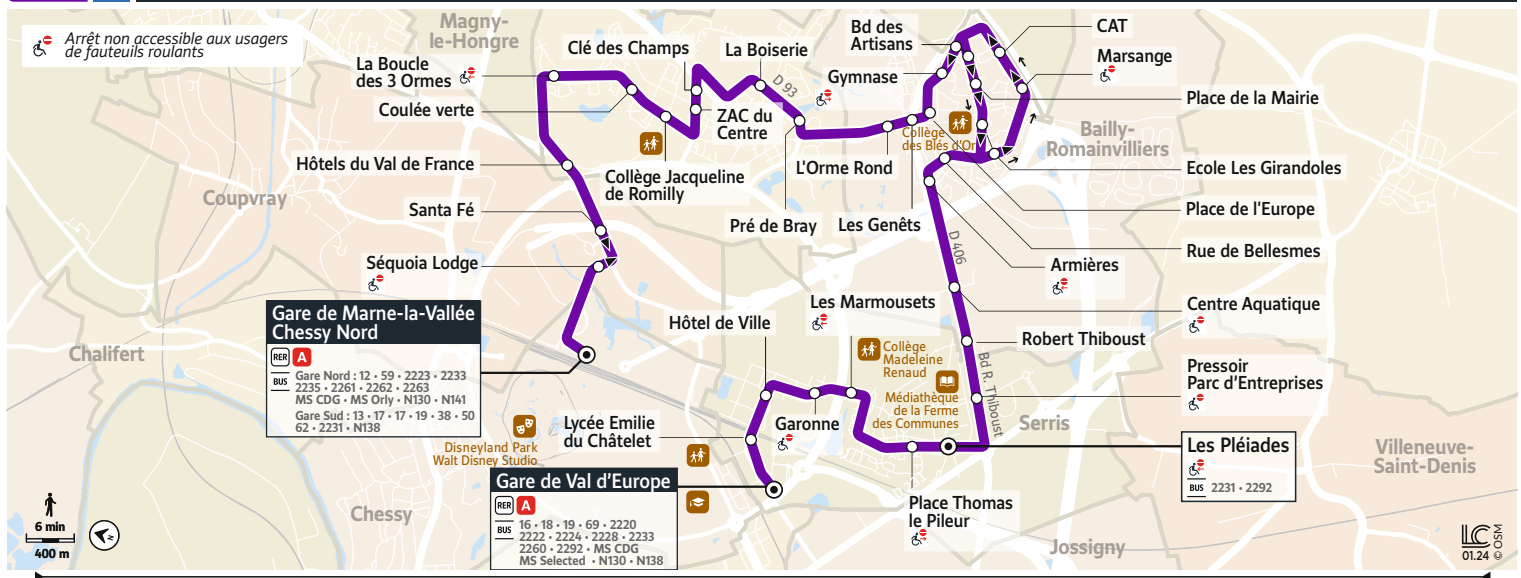 Arrêt non accessible aux usagers
de fauteuils roulants
Magny-
le-Hongre
La Boucle
des 3 Ormes
Coulée verte
Clé des Champs
La Boiserie
D 93
ZAC du
Centre
Collège Jacqueline
de Romilly
Hôtels du Val de France
Coupvray
Santa Fé
Séquoia Lodge
Bd des
Artisans
Gymnase
CAT
Marsange
Place de la Mairie
Bailly-
Romainvilliers
Collège
des Blés d'Or
L'Orme Rond
Pré de Bray
Les Genêts
Ecole Les Girandoles
Place de l'Europe
Rue de Bellesmes
Armières
D 406
Centre Aquatique
Robert Thiboust
Bd R. Thiboust
Pressoir
Parc d'Entreprises
Gare de Marne-la-Vallée
Chessy Nord
RER A
BUS
Gare Nord : 12 • 59 • 2223 • 2233
2235 • 2261 • 2262 • 2263
MS CDG • MS Orly • N130 • N141
Gare Sud : 13 • 17 • 17 • 19 • 38 • 50
62 • 2231 • N138
Chalifert
Hôtel de Ville
Les Marmousets
Collège
Madeleine
Renaud
Médiathèque
de la Ferme
des Communes
Garonne
Lycée Emilie
du Châtelet
Disneyland Park
Walt Disney Studio
Serris
Les Pléiades
BUS 2231 • 2292
Villeneuve-
Saint-Denis
Gare de Val d'Europe
RER A
BUS
16 • 18 • 19 • 69 • 2220
2222 • 2224 • 2228 • 2233
2260 • 2292 • MS CDG
MS Selected • N130 • N138
Place Thomas
le Pileur
Chessy
Jossigny
6 min
400 m
N
LC
01.24 © OSM